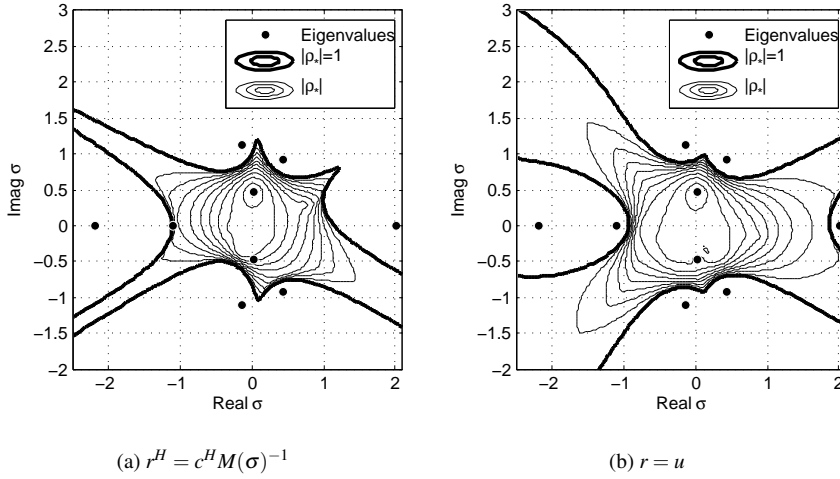 3
2.5
2
1.5
1
0.5
0
−0.5
−1
−1.5
−2
Imag σ
−2
−1
0
1
2
Real σ
Eigenvalues
|ρ⁎|=1
|ρ⁎|
(a) r^H = c^H M(σ)^{−1}
3
2.5
2
1.5
1
0.5
0
−0.5
−1
−1.5
−2
Imag σ
−2
−1
0
1
2
Real σ
Eigenvalues
|ρ⁎|=1
|ρ⁎|
(b) r = u